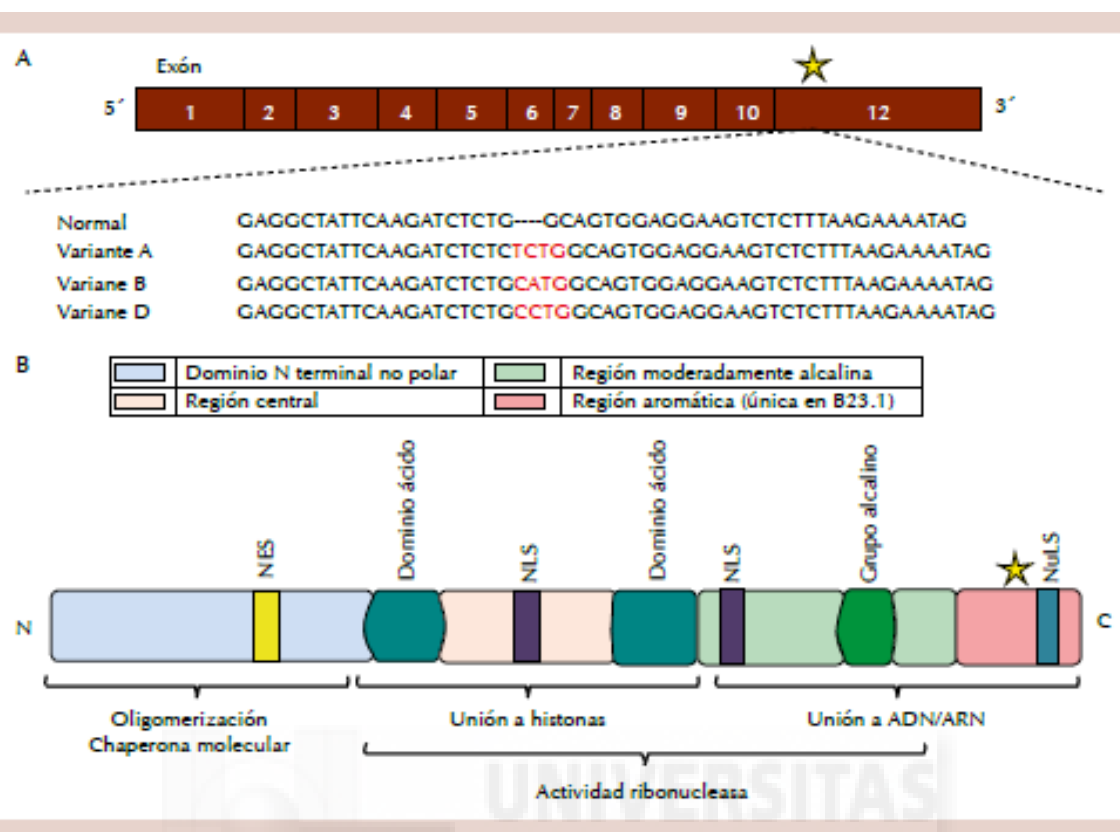 A
Exón
5´ 1 2 3 4 5 6 7 8 9 10 12 3´
Normal GAGGCTATTCAAGATCTCTG----GCAGTGGAGGAAGTCTCTTTAAGAAAATAG
Variante A GAGGCTATTCAAGATCTCTCTCTGGCAGTGGAGGAAGTCTCTTTAAGAAAATAG
Variane B GAGGCTATTCAAGATCTCTGCATGGCAGTGGAGGAAGTCTCTTTAAGAAAATAG
Variane D GAGGCTATTCAAGATCTCTGCCTGGCAGTGGAGGAAGTCTCTTTAAGAAAATAG
B
Dominio N terminal no polar Región moderadamente alcalina
Región central Región aromática (única en B23.1)
NES
Dominio ácido
NLS
Dominio ácido
NLS
Grupo alcalino
NuLS
N C
Oligomerización Unión a histonas Unión a ADN/ARN
Chaperona molecular
Actividad ribonucleasa
UNIVERSITAS